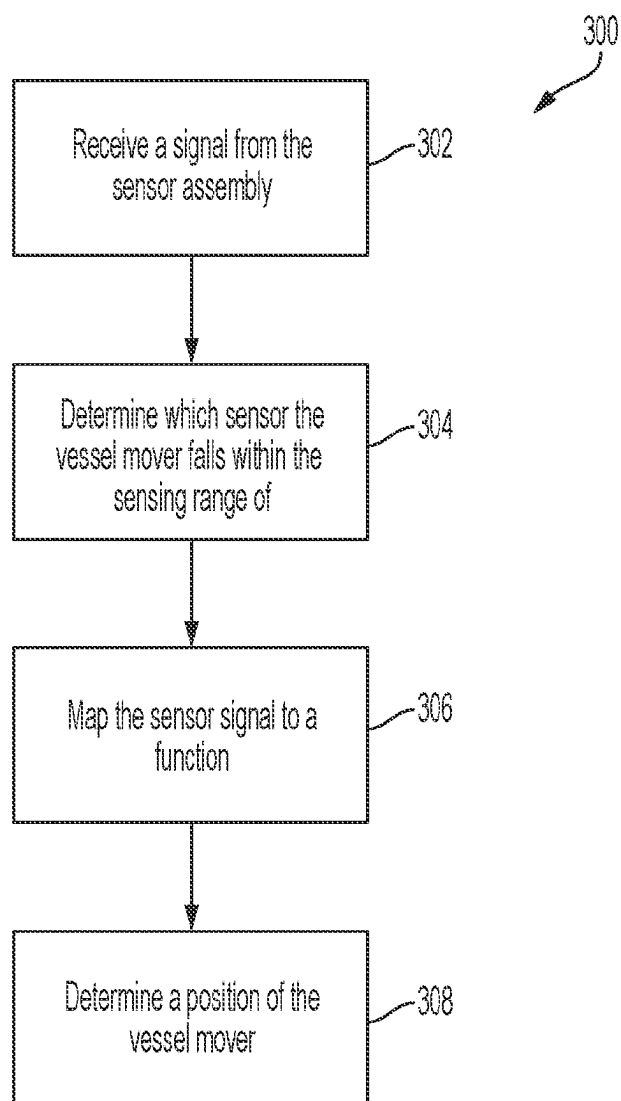 300
Receive a signal from the
sensor assembly
302
Determine which sensor the
vessel mover falls within the
sensing range of
304
Map the sensor signal to a
function
306
Determine a position of the
vessel mover
308